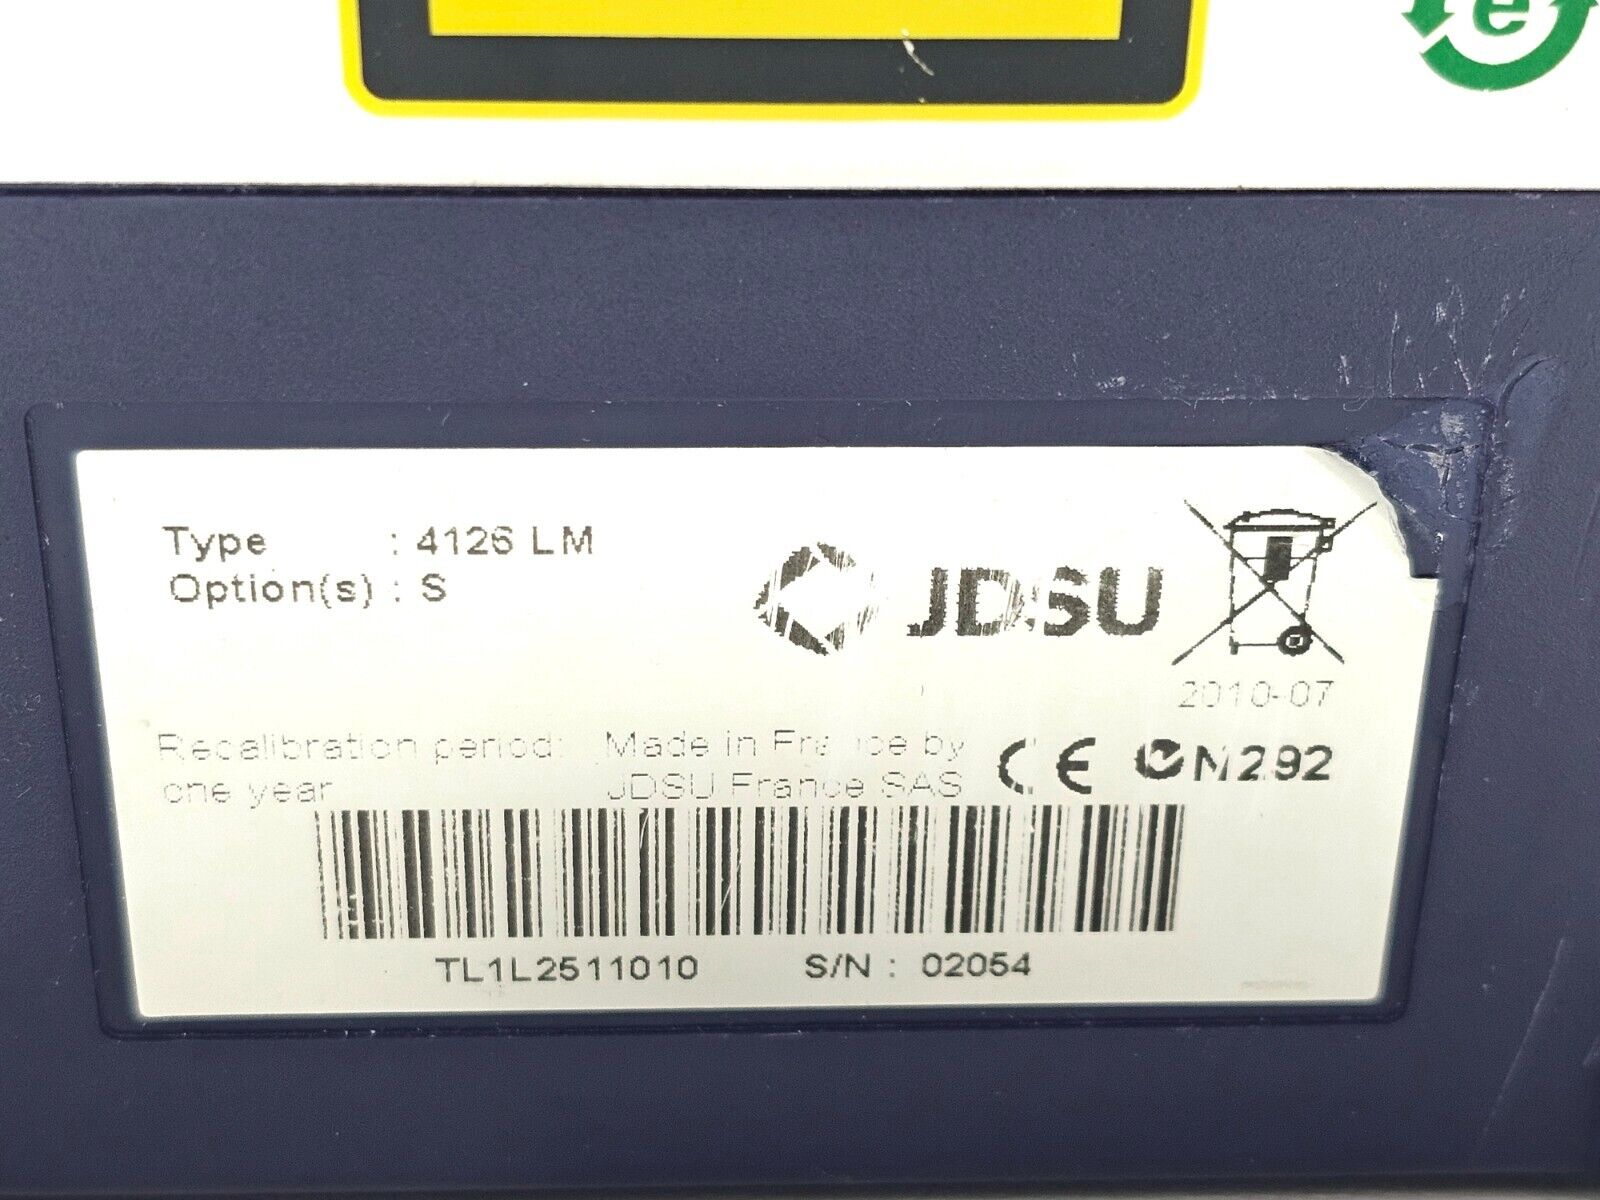 e
Type : 4126 LM
Option(s) : S
JDSU
2010-07
Recalibration period:
one year
Made in France by
JDSU France SAS
CE N292
TL1L2511010 S/N : 02054